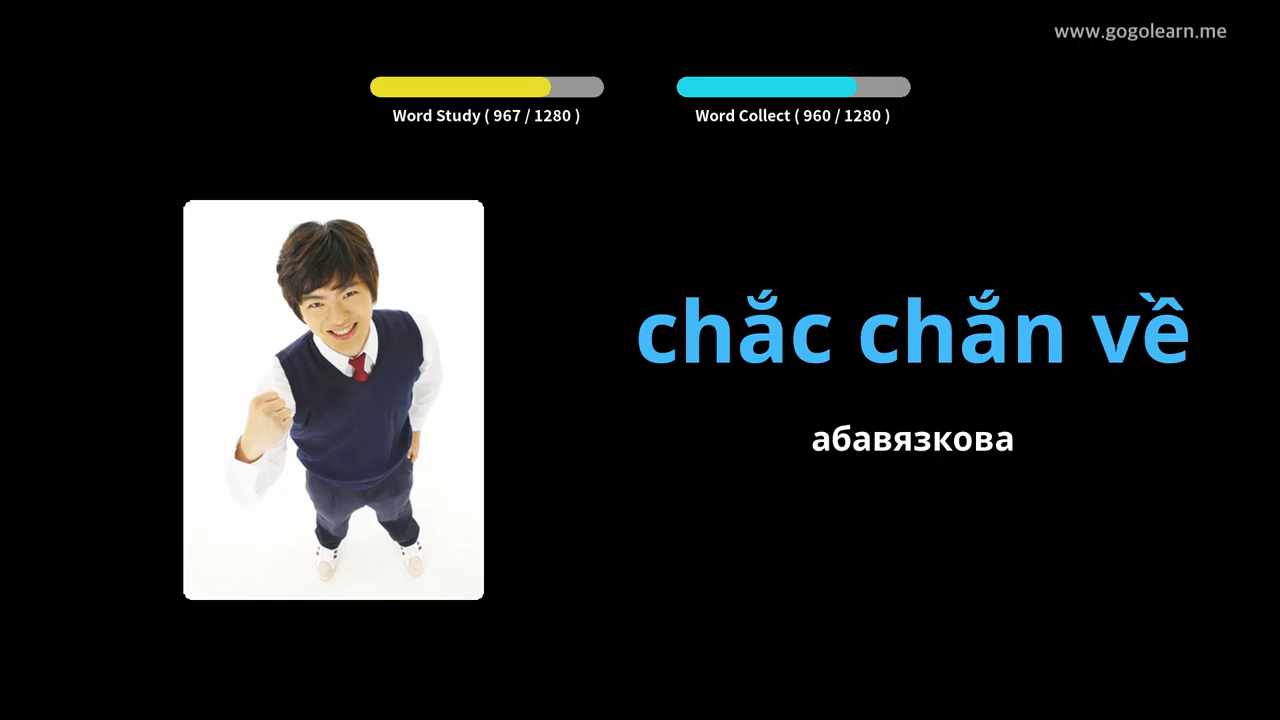 www.gogolearn.me
Word Study ( 967 / 1280 )
Word Collect ( 960 / 1280 )
chắc chắn về
абавязкова